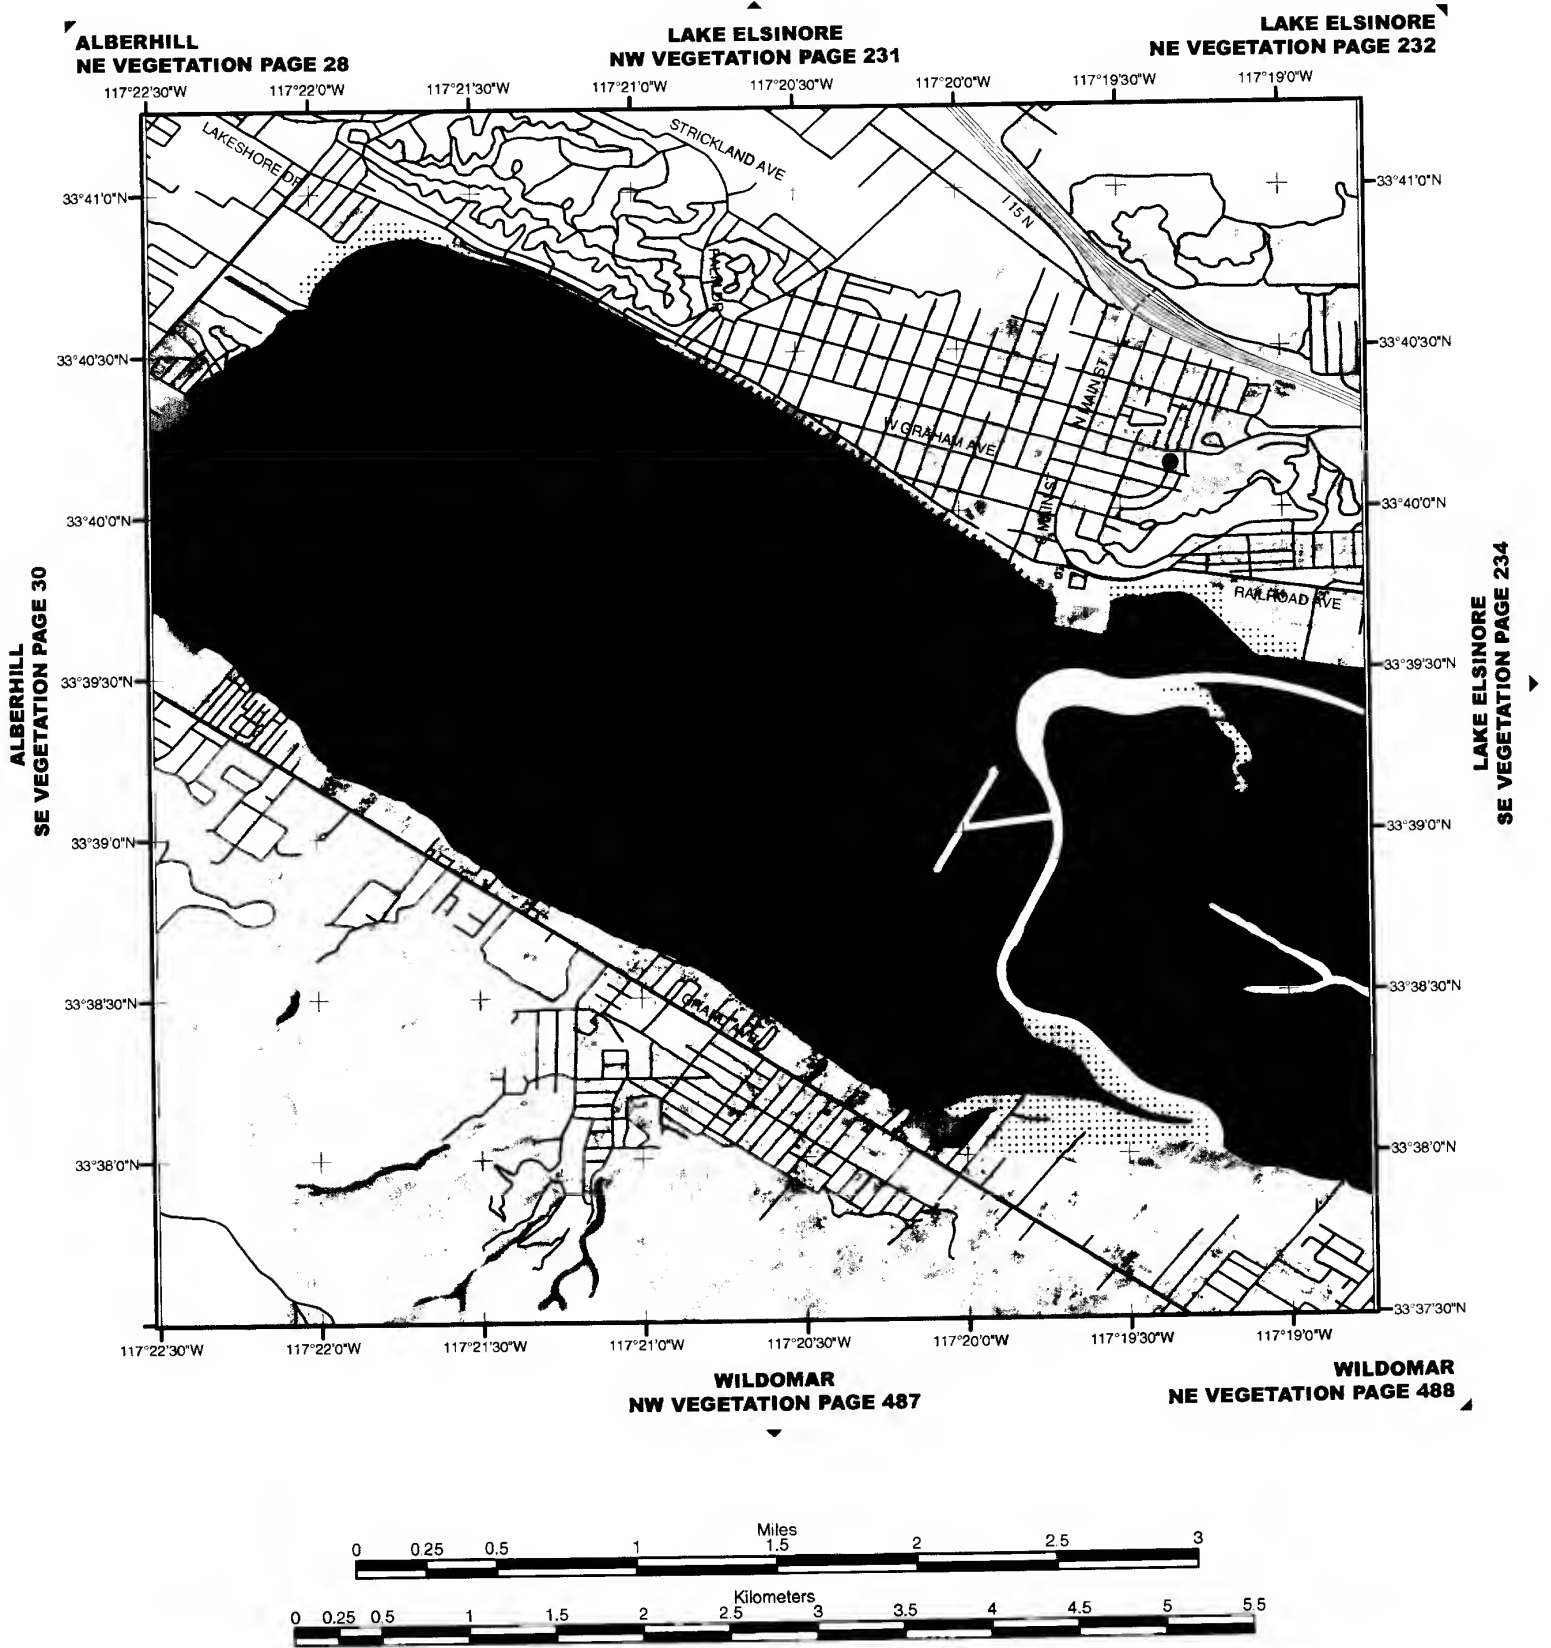 ALBERHILL
NE VEGETATION PAGE 28
LAKE ELSINORE
NW VEGETATION PAGE 231
LAKE ELSINORE
NE VEGETATION PAGE 232
117°22'30"W
117°22'0"W
117°21'30"W
117°21'0"W
117°20'30"W
117°20'0"W
117°19'30"W
117°19'0"W
LAKESHORE DR
STRICKLAND AVE
I 15 N
N MAIN ST
W GRAHAM AVE
S MAIN ST
RAILROAD AVE
GRAND AVE
33°41'0"N
33°40'30"N
33°40'0"N
33°39'30"N
33°39'0"N
33°38'30"N
33°38'0"N
33°41'0"N
33°40'30"N
33°40'0"N
33°39'30"N
33°39'0"N
33°38'30"N
33°38'0"N
33°37'30"N
ALBERHILL
SE VEGETATION PAGE 30
LAKE ELSINORE
SE VEGETATION PAGE 234
117°22'30"W
117°22'0"W
117°21'30"W
117°21'0"W
117°20'30"W
117°20'0"W
117°19'30"W
117°19'0"W
WILDOMAR
NW VEGETATION PAGE 487
WILDOMAR
NE VEGETATION PAGE 488
Miles
0 0.25 0.5 1 1.5 2 2.5 3
Kilometers
0 0.25 0.5 1 1.5 2 2.5 3 3.5 4 4.5 5 5.5